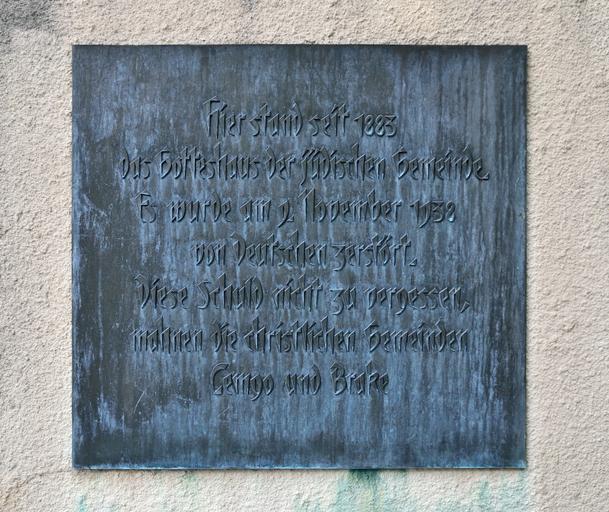 Hier stand seit 1883
das Gotteshaus der jüdischen Gemeinde.
Es wurde am 9. November 1938
von Deutschen zerstört.
Diese Schuld nicht zu vergessen,
mahnen die christlichen Gemeinden
Lemgo und Brake